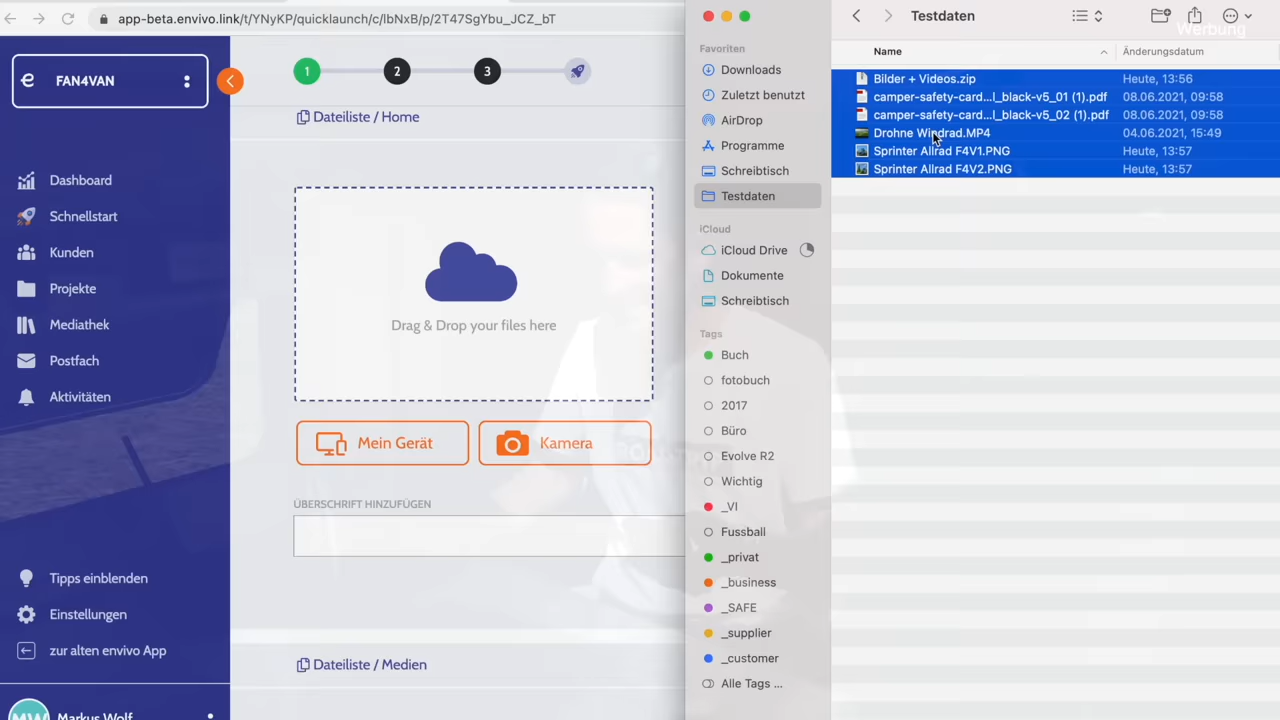 app-beta.envivo.link/t/YNyKP/quicklaunch/c/lbNxB/p/2T47SgYbu_JCZ_bT
FAN4VAN
Dashboard
Schnellstart
Kunden
Projekte
Mediathek
Postfach
Aktivitäten
Tipps einblenden
Einstellungen
zur alten envivo App
MW
Markus Wolf
1
2
3
Dateiliste / Home
Drag & Drop your files here
Mein Gerät
Kamera
ÜBERSCHRIFT HINZUFÜGEN
Dateiliste / Medien
Favoriten
Downloads
Zuletzt benutzt
AirDrop
Programme
Schreibtisch
Testdaten
iCloud
iCloud Drive
Dokumente
Schreibtisch
Tags
Buch
fotobuch
2017
Büro
Evolve R2
Wichtig
_VI
Fussball
_privat
_business
_SAFE
_supplier
_customer
Alle Tags ...
Testdaten
Werbung
Name Änderungsdatum
Bilder + Videos.zip Heute, 13:56
camper-safety-card...l_black-v5_01 (1).pdf 08.06.2021, 09:58
camper-safety-card...l_black-v5_02 (1).pdf 08.06.2021, 09:58
Drohne Windrad.MP4 04.06.2021, 15:49
Sprinter Allrad F4V1.PNG Heute, 13:57
Sprinter Allrad F4V2.PNG Heute, 13:57